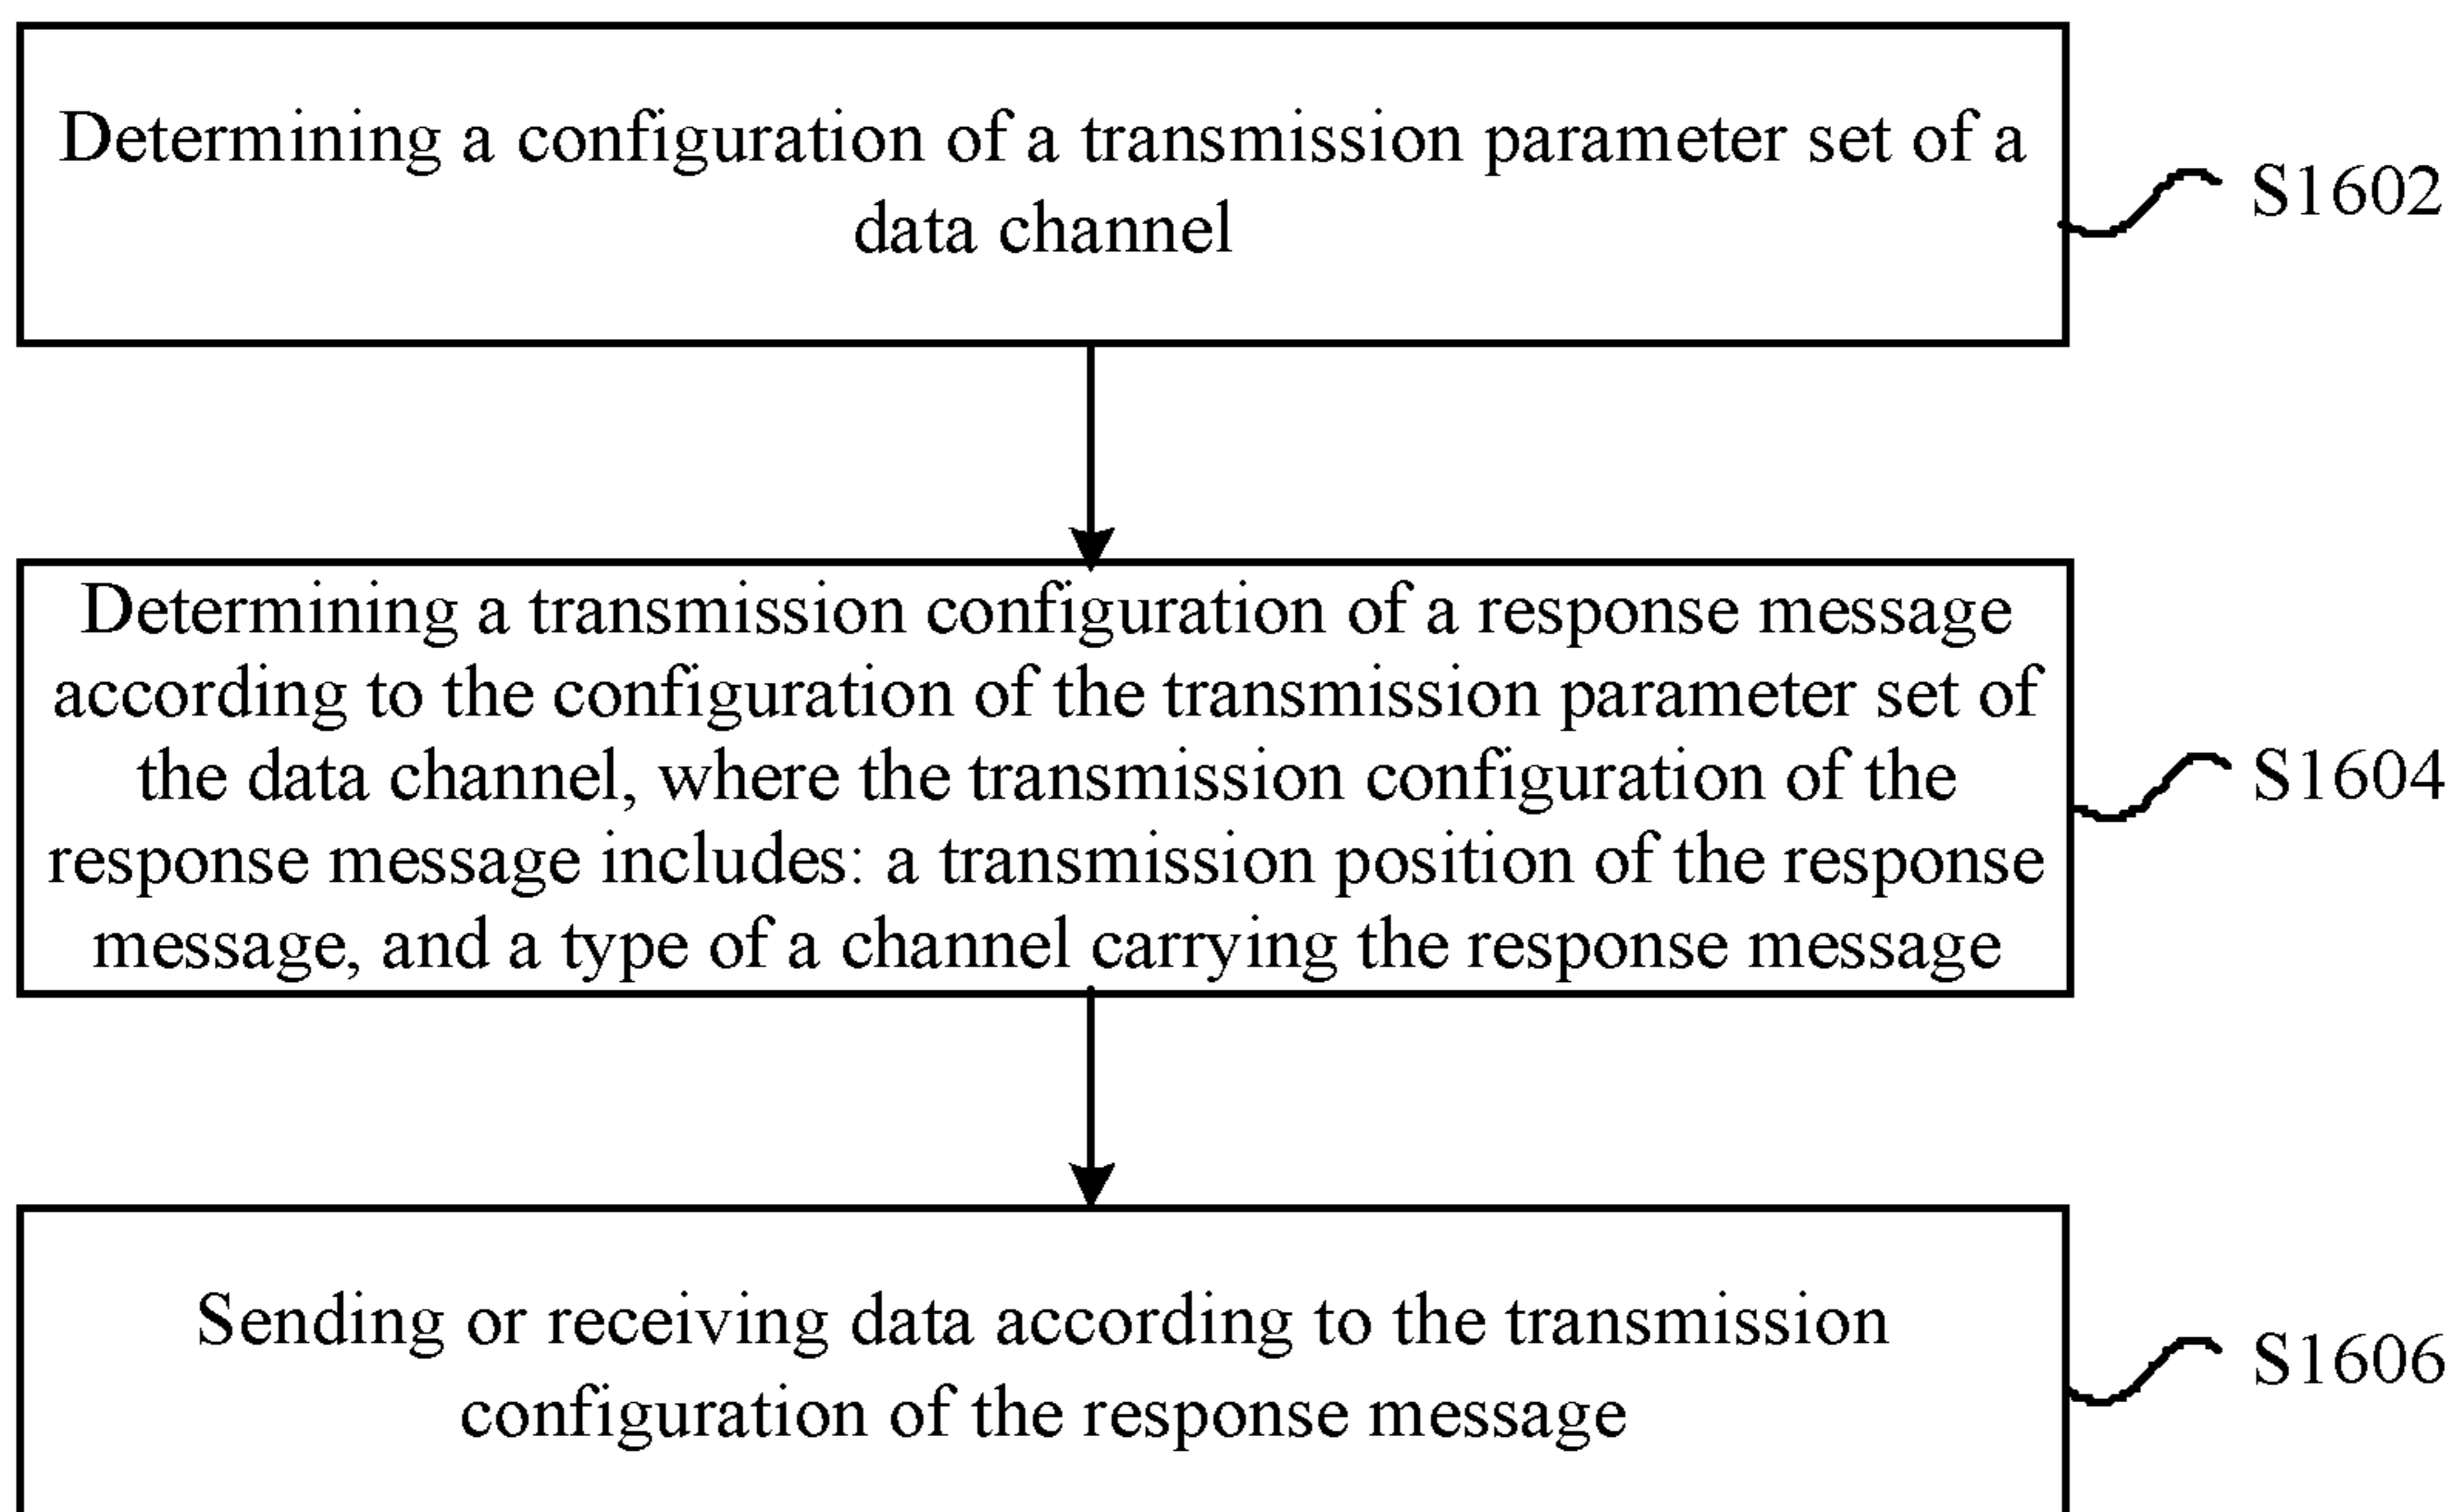 Determining a configuration of a transmission parameter set of a
data channel
S1602
Determining a transmission configuration of a response message
according to the configuration of the transmission parameter set of
the data channel, where the transmission configuration of the
response message includes: a transmission position of the response
message, and a type of a channel carrying the response message
S1604
Sending or receiving data according to the transmission
configuration of the response message
S1606